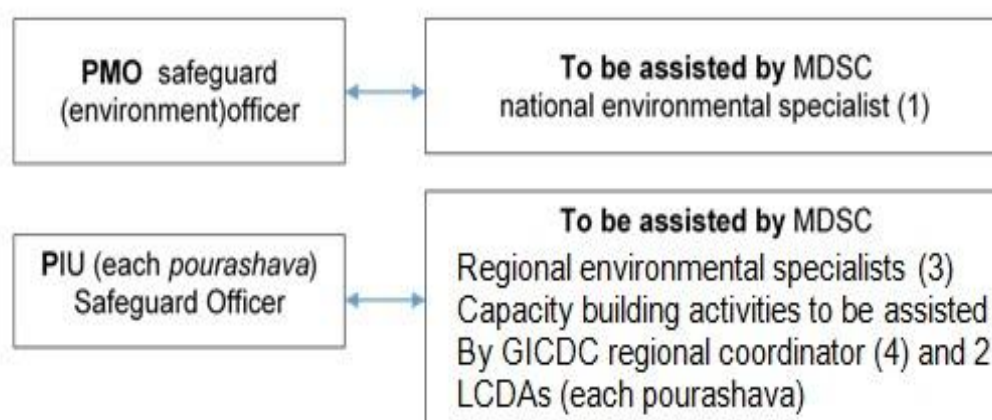 PMO safeguard
(environment)officer
To be assisted by MDSC
national environmental specialist (1)
PIU (each pourashava)
Safeguard Officer
To be assisted by MDSC
Regional environmental specialists (3)
Capacity building activities to be assisted
By GICDC regional coordinator (4) and 2
LCDAs (each pourashava)